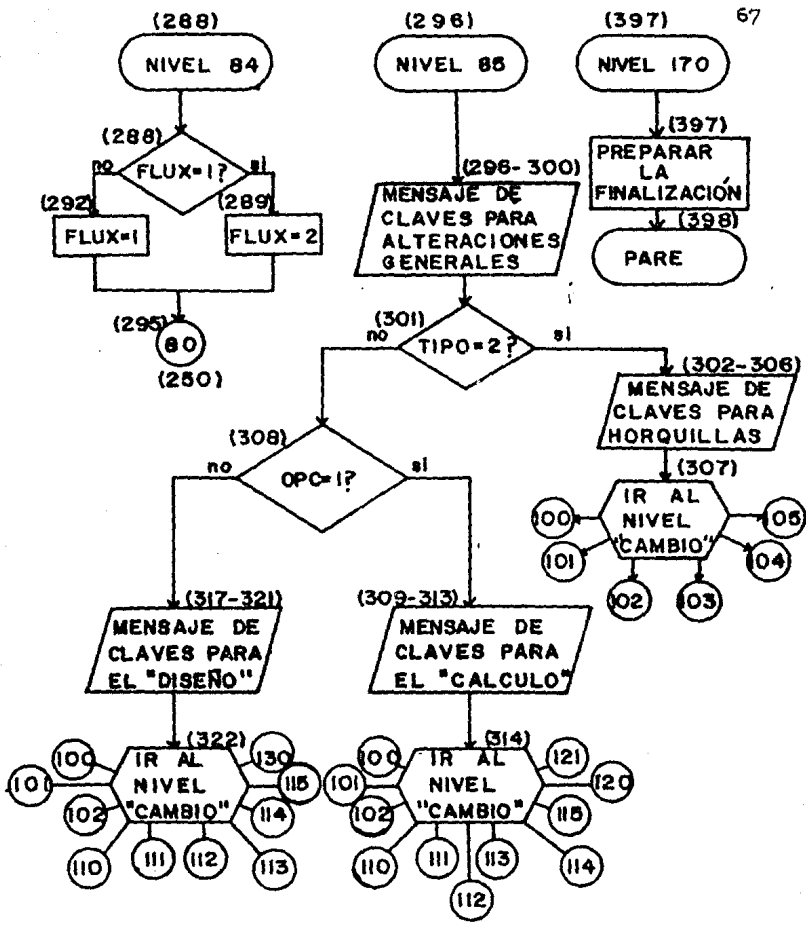 67
(288)
NIVEL 84
(288)
FLUX=1?
no
si
(292)
FLUX=1
(289)
FLUX=2
(295)
80
(250)
(296)
NIVEL 85
(296-300)
MENSAJE DE
CLAVES PARA
ALTERACIONES
GENERALES
(301)
TIPO=2?
no
si
(397)
NIVEL 170
(397)
PREPARAR
LA
FINALIZACIÓN
(398)
PARE
(302-306)
MENSAJE DE
CLAVES PARA
HORQUILLAS
(307)
IR AL
NIVEL
"CAMBIO"
100
101
102
103
104
105
(308)
OPC=1?
no
si
(317-321)
MENSAJE DE
CLAVES PARA
EL "DISEÑO"
(322)
IR AL
NIVEL
"CAMBIO"
100
101
102
110
111
112
113
114
115
130
(309-313)
MENSAJE DE
CLAVES PARA
EL "CALCULO"
(314)
IR AL
NIVEL
"CAMBIO"
100
101
102
110
111
112
113
114
115
120
121